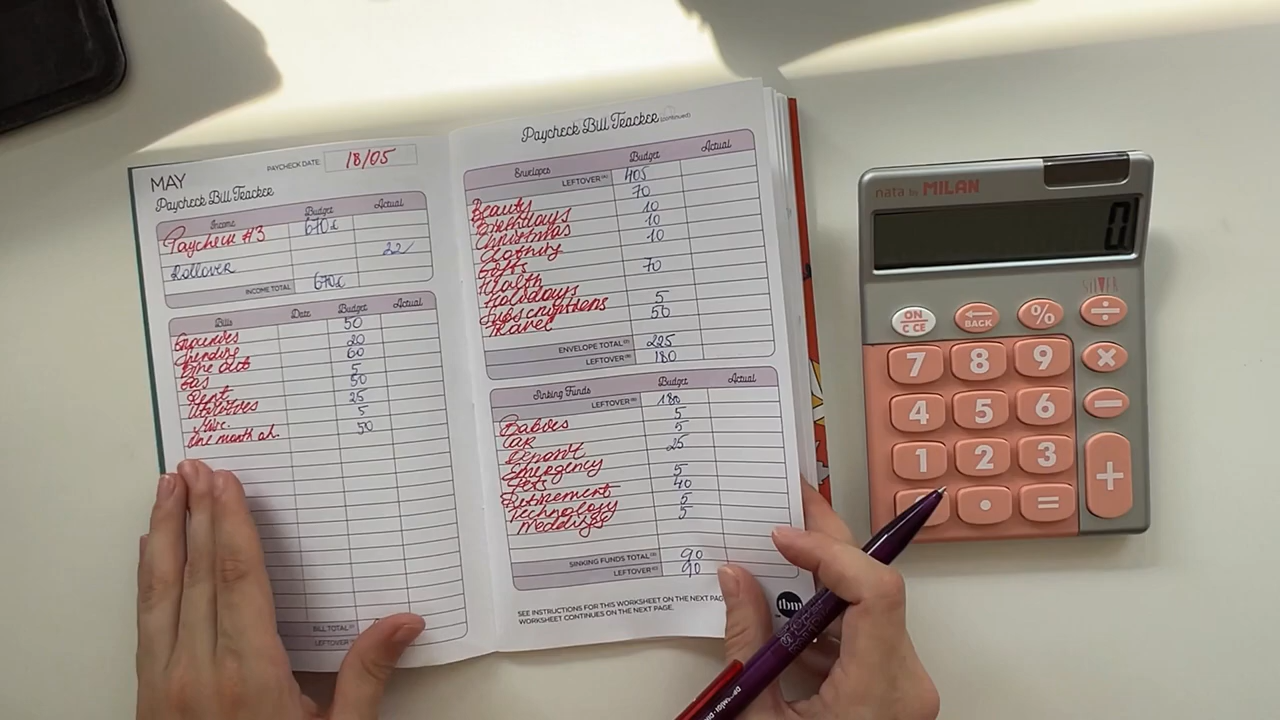 PAYCHECK DATE: 18/05
MAY
Paycheck Bill Tracker
Income Budget Actual
Paycheck #3 670£
Rollover 22/
INCOME TOTAL 670£
Bills Date Budget Actual
Groceries 50
Spending 20
Dine out 60
Gas 5
Rent 50
Utilities 25
Misc. 5
One month ah. 50
BILL TOTAL
LEFTOVER
Paycheck Bill Tracker (continued)
Envelopes Budget Actual
LEFTOVER 405
Beauty 70
Birthdays 10
Christmas 10
Clothing 10
Gifts
Health 70
Holidays
Subscriptions 5
Travel 50
ENVELOPE TOTAL 225
LEFTOVER 180
Sinking Funds Budget Actual
LEFTOVER 180
Babies 5
Car 5
Deposit 25
Emergency
Pets 5
Retirement 40
Technology 5
Wedding 5
SINKING FUNDS TOTAL 90
LEFTOVER 90
SEE INSTRUCTIONS FOR THIS WORKSHEET ON THE NEXT PAG
WORKSHEET CONTINUES ON THE NEXT PAGE.
tbm
nata by MILAN
0
SILVER
ON/C CE ← BACK % ÷
7 8 9 ×
4 5 6 −
1 2 3 +
• =